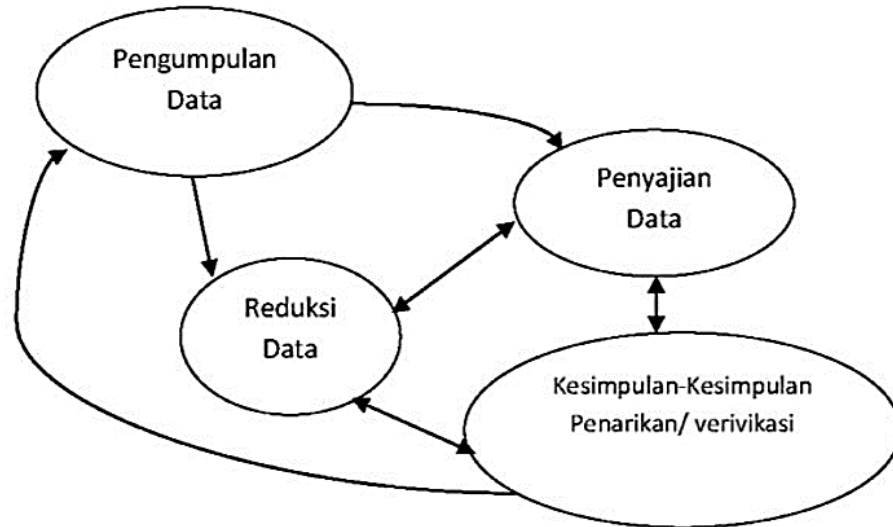 Pengumpulan
Data
Penyajian
Data
Reduksi
Data
Kesimpulan-Kesimpulan
Penarikan/ verivikasi